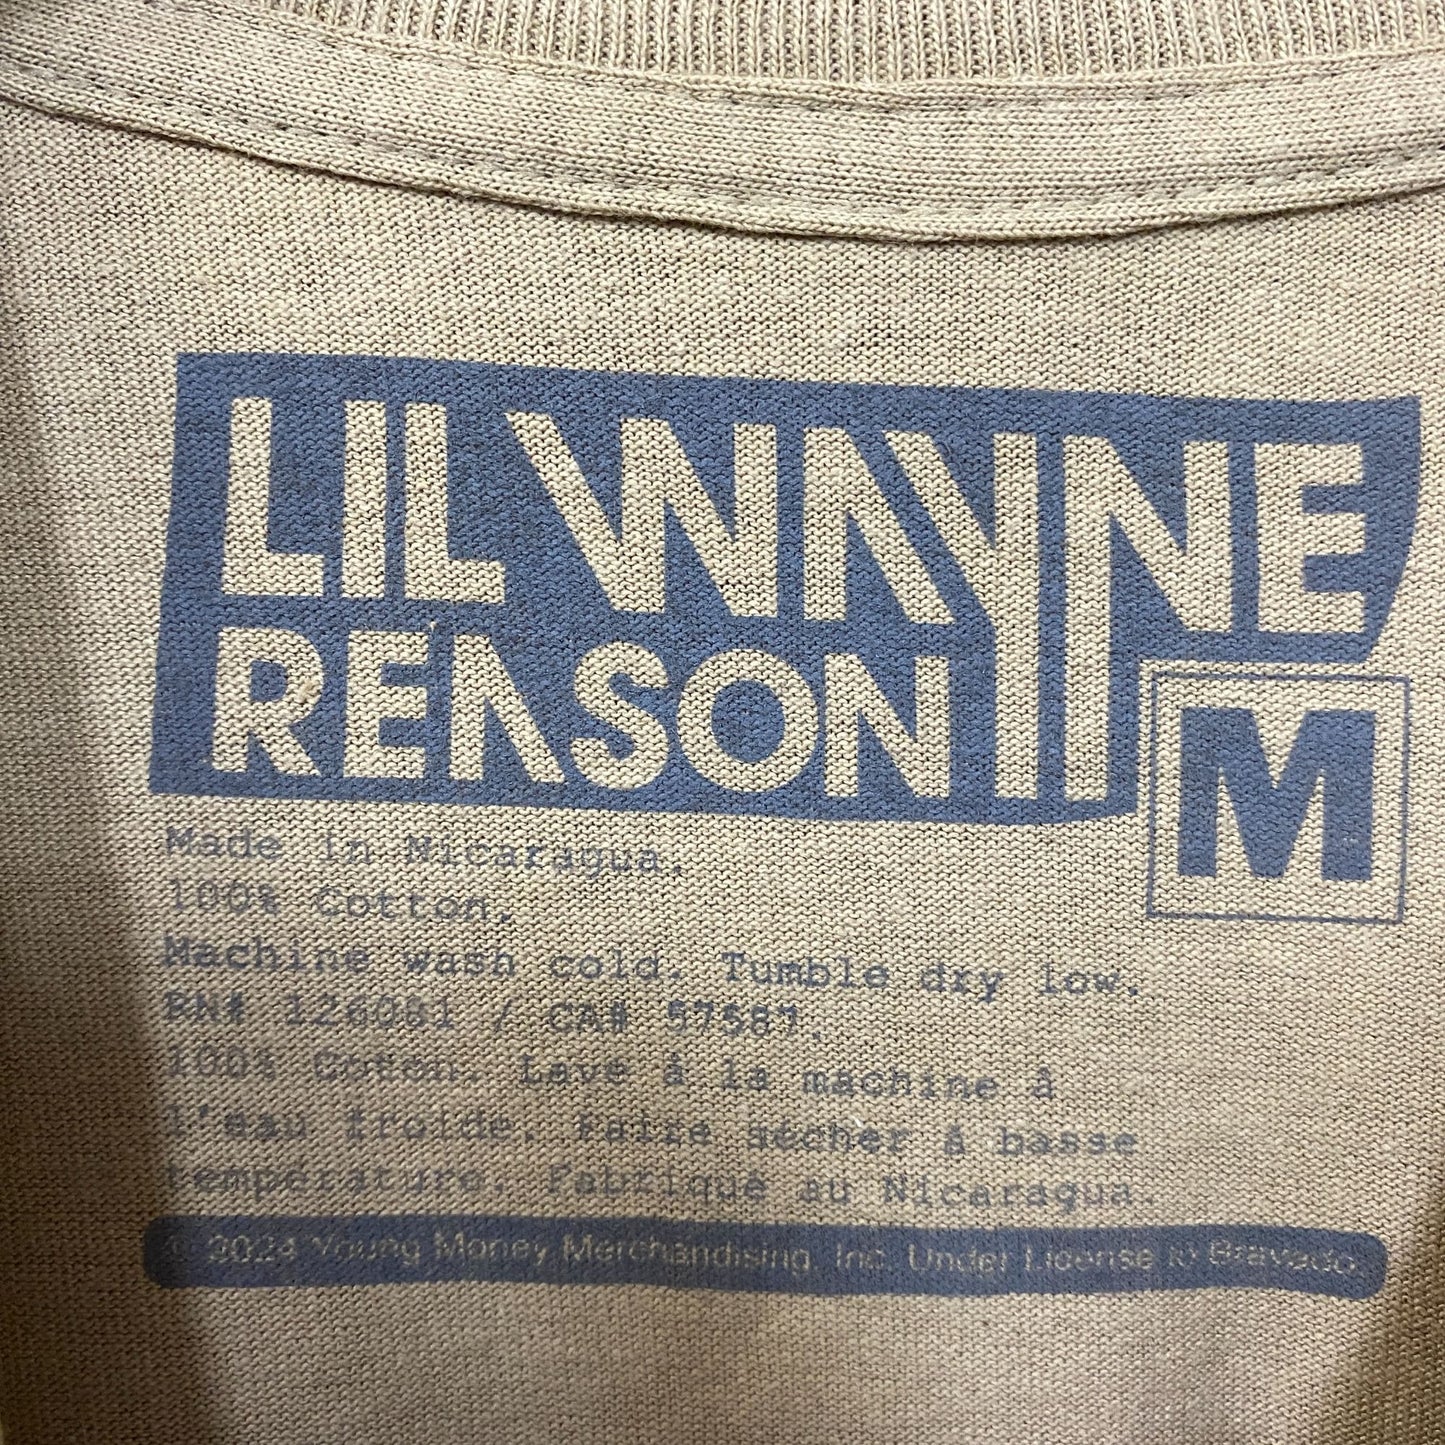 LIL WAYNE
REASON
M
Made in Nicaragua.
100% Cotton.
Machine wash cold. Tumble dry low.
RN# 126081 / CA# 57587.
100% Coton. Lave à la machine à
l'eau froide. Faire sécher à basse
température. Fabriqué au Nicaragua.
© 2024 Young Money Merchandising, Inc. Under License to Bravado.